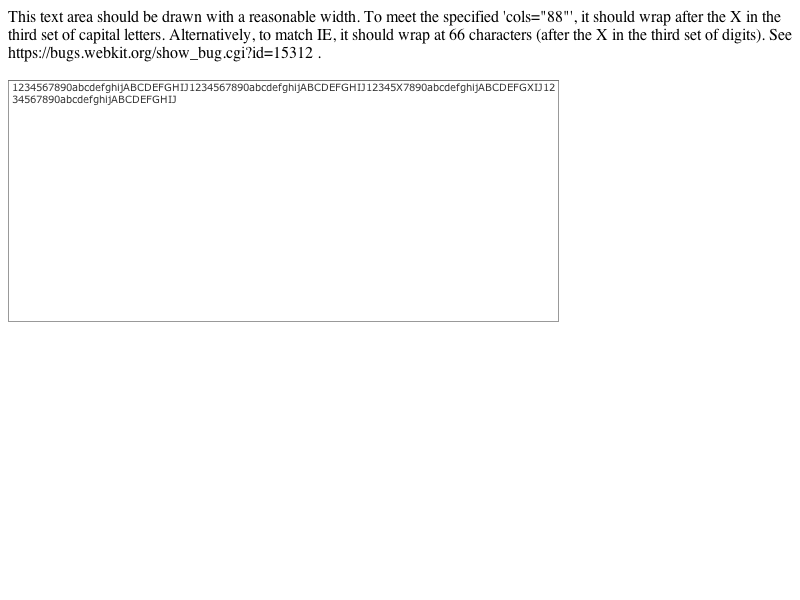 This text area should be drawn with a reasonable width. To meet the specified 'cols="88"', it should wrap after the X in the
third set of capital letters. Alternatively, to match IE, it should wrap at 66 characters (after the X in the third set of digits). See
https://bugs.webkit.org/show_bug.cgi?id=15312 .
1234567890abcdefghijABCDEFGHIJ1234567890abcdefghijABCDEFGHIJ12345X7890abcdefghijABCDEFGXIJ12
34567890abcdefghijABCDEFGHIJ